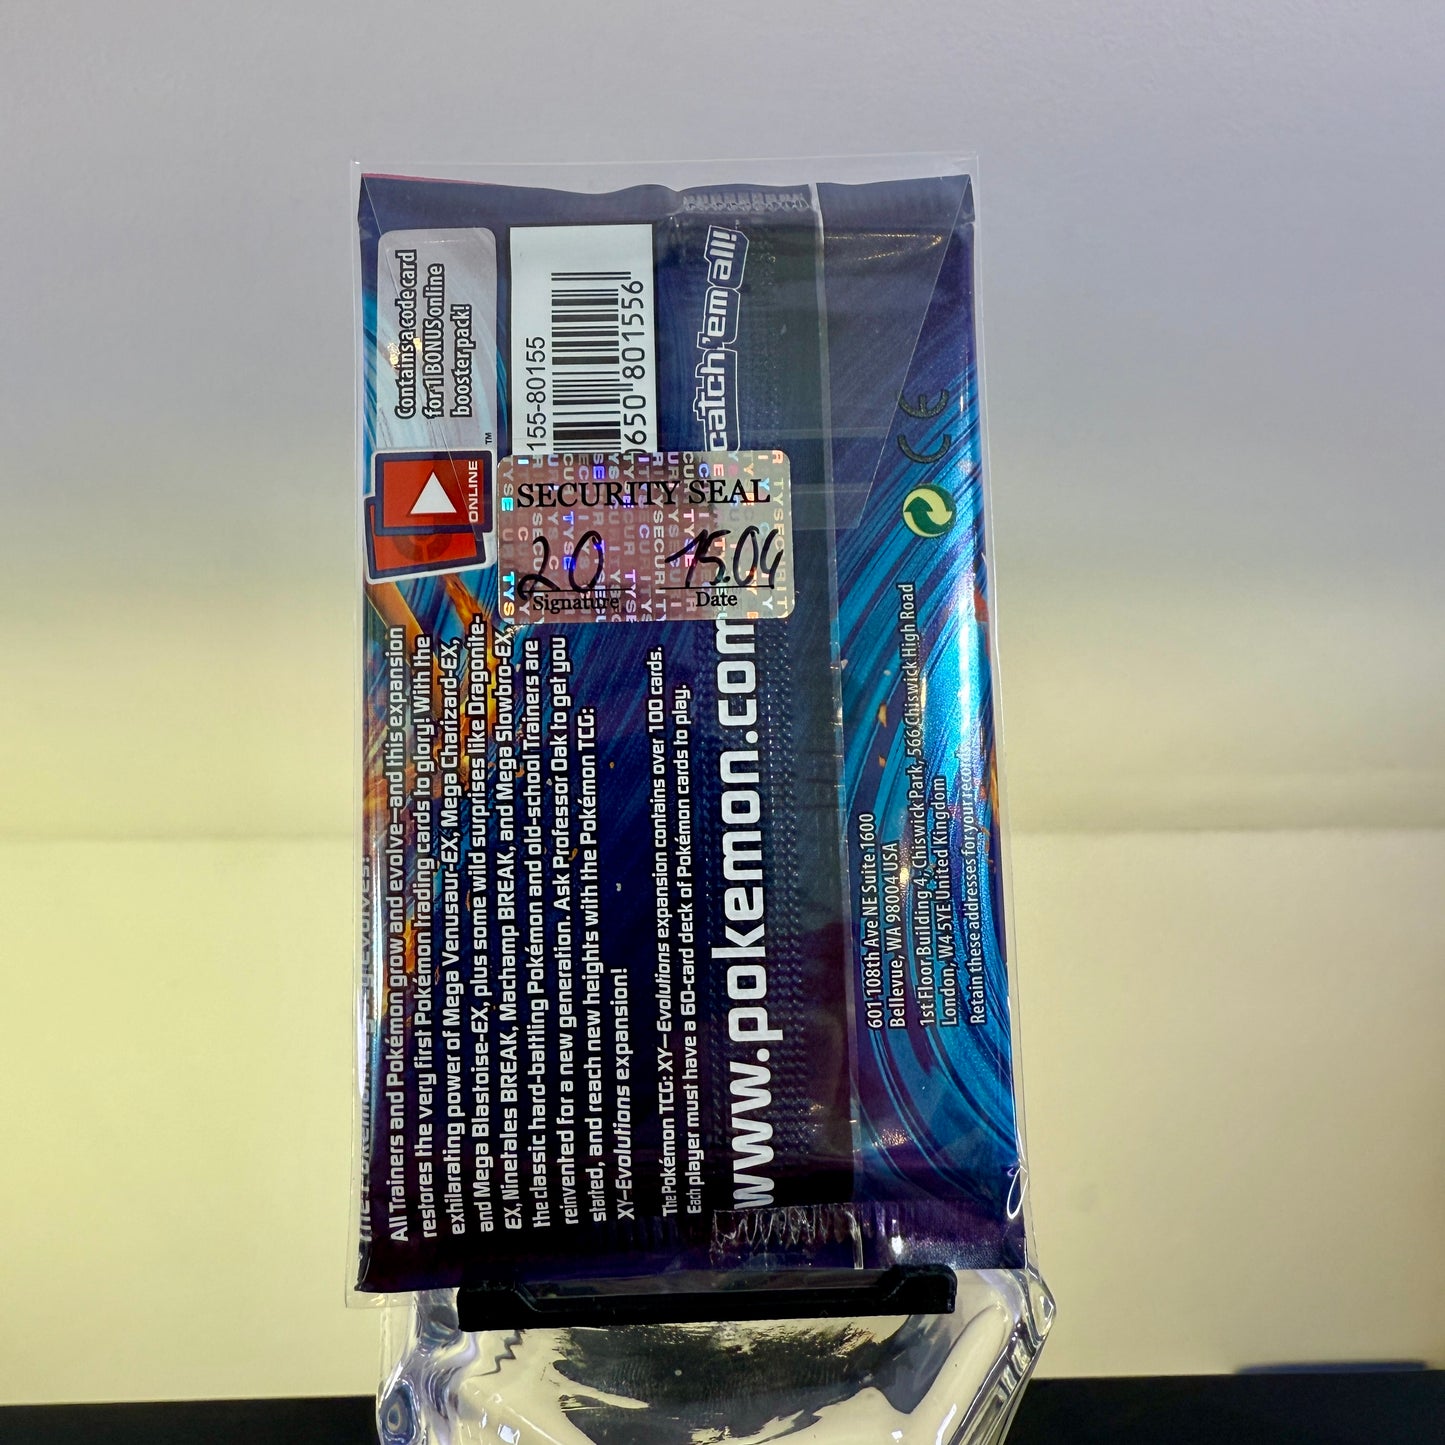 Contains a code card
for 1 BONUS online
booster pack!
ONLINE
™
155-80155
0650 801556
catch 'em all!
SECURITY SEAL
20 15.04
Signature Date
All Trainers and Pokémon grow and evolve—and this expansion
restores the very first Pokémon trading cards to glory! With the
exhilarating power of Mega Venusaur-EX, Mega Charizard-EX,
and Mega Blastoise-EX, plus some wild surprises like Dragonite-
EX, Ninetales BREAK, Machamp BREAK, and Mega Slowbro-EX,
the classic hard-battling Pokémon and old-school Trainers are
reinvented for a new generation. Ask Professor Oak to get you
started, and reach new heights with the Pokémon TCG:
XY—Evolutions expansion!
The Pokémon TCG: XY—Evolutions expansion contains over 100 cards.
Each player must have a 60-card deck of Pokémon cards to play.
www.pokemon.com
CE
601 108th Ave NE Suite 1600
Bellevue, WA 98004 USA
1st Floor Building 4, Chiswick Park, 566 Chiswick High Road
London, W4 5YE United Kingdom
Retain these addresses for your records